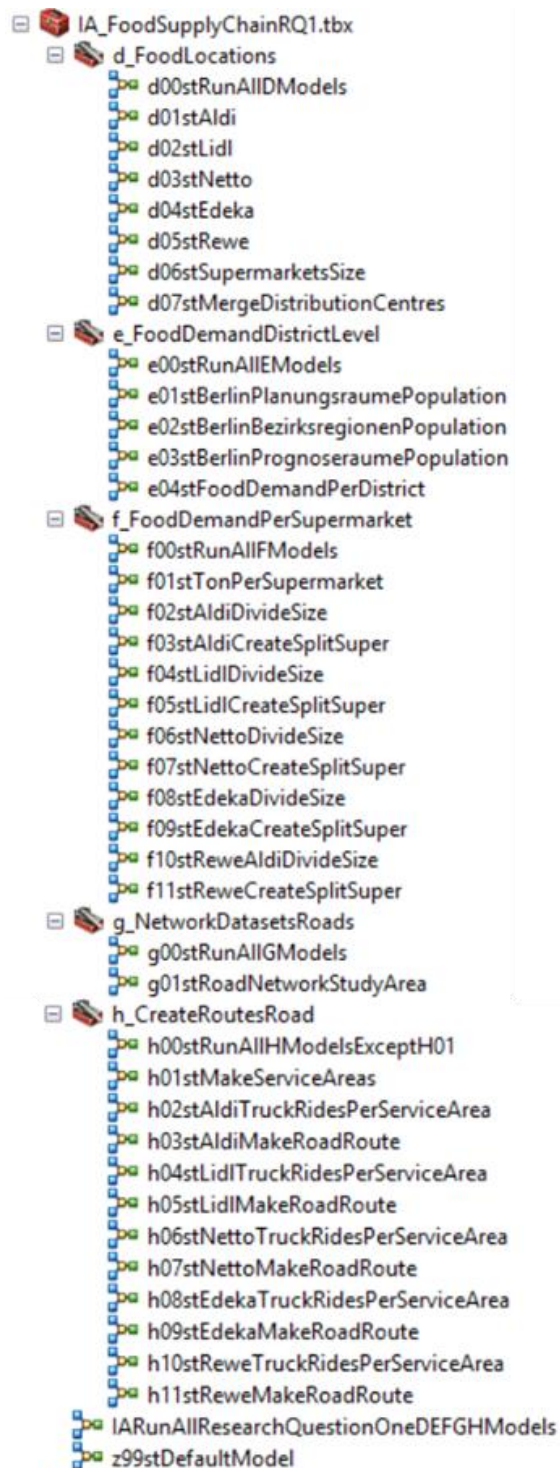 IA_FoodSupplyChainRQ1.tbx
d_FoodLocations
d00stRunAllDModels
d01stAldi
d02stLidl
d03stNetto
d04stEdeka
d05stRewe
d06stSupermarketsSize
d07stMergeDistributionCentres
e_FoodDemandDistrictLevel
e00stRunAllEModels
e01stBerlinPlanungsraumePopulation
e02stBerlinBezirksregionenPopulation
e03stBerlinPrognoseraumePopulation
e04stFoodDemandPerDistrict
f_FoodDemandPerSupermarket
f00stRunAllFModels
f01stTonPerSupermarket
f02stAldiDivideSize
f03stAldiCreateSplitSuper
f04stLidlDivideSize
f05stLidlCreateSplitSuper
f06stNettoDivideSize
f07stNettoCreateSplitSuper
f08stEdekaDivideSize
f09stEdekaCreateSplitSuper
f10stReweAldiDivideSize
f11stReweCreateSplitSuper
g_NetworkDatasetsRoads
g00stRunAllGModels
g01stRoadNetworkStudyArea
h_CreateRoutesRoad
h00stRunAllHModelsExceptH01
h01stMakeServiceAreas
h02stAldiTruckRidesPerServiceArea
h03stAldiMakeRoadRoute
h04stLidlTruckRidesPerServiceArea
h05stLidlMakeRoadRoute
h06stNettoTruckRidesPerServiceArea
h07stNettoMakeRoadRoute
h08stEdekaTruckRidesPerServiceArea
h09stEdekaMakeRoadRoute
h10stReweTruckRidesPerServiceArea
h11stReweMakeRoadRoute
IARunAllResearchQuestionOneDEFGHModels
z99stDefaultModel